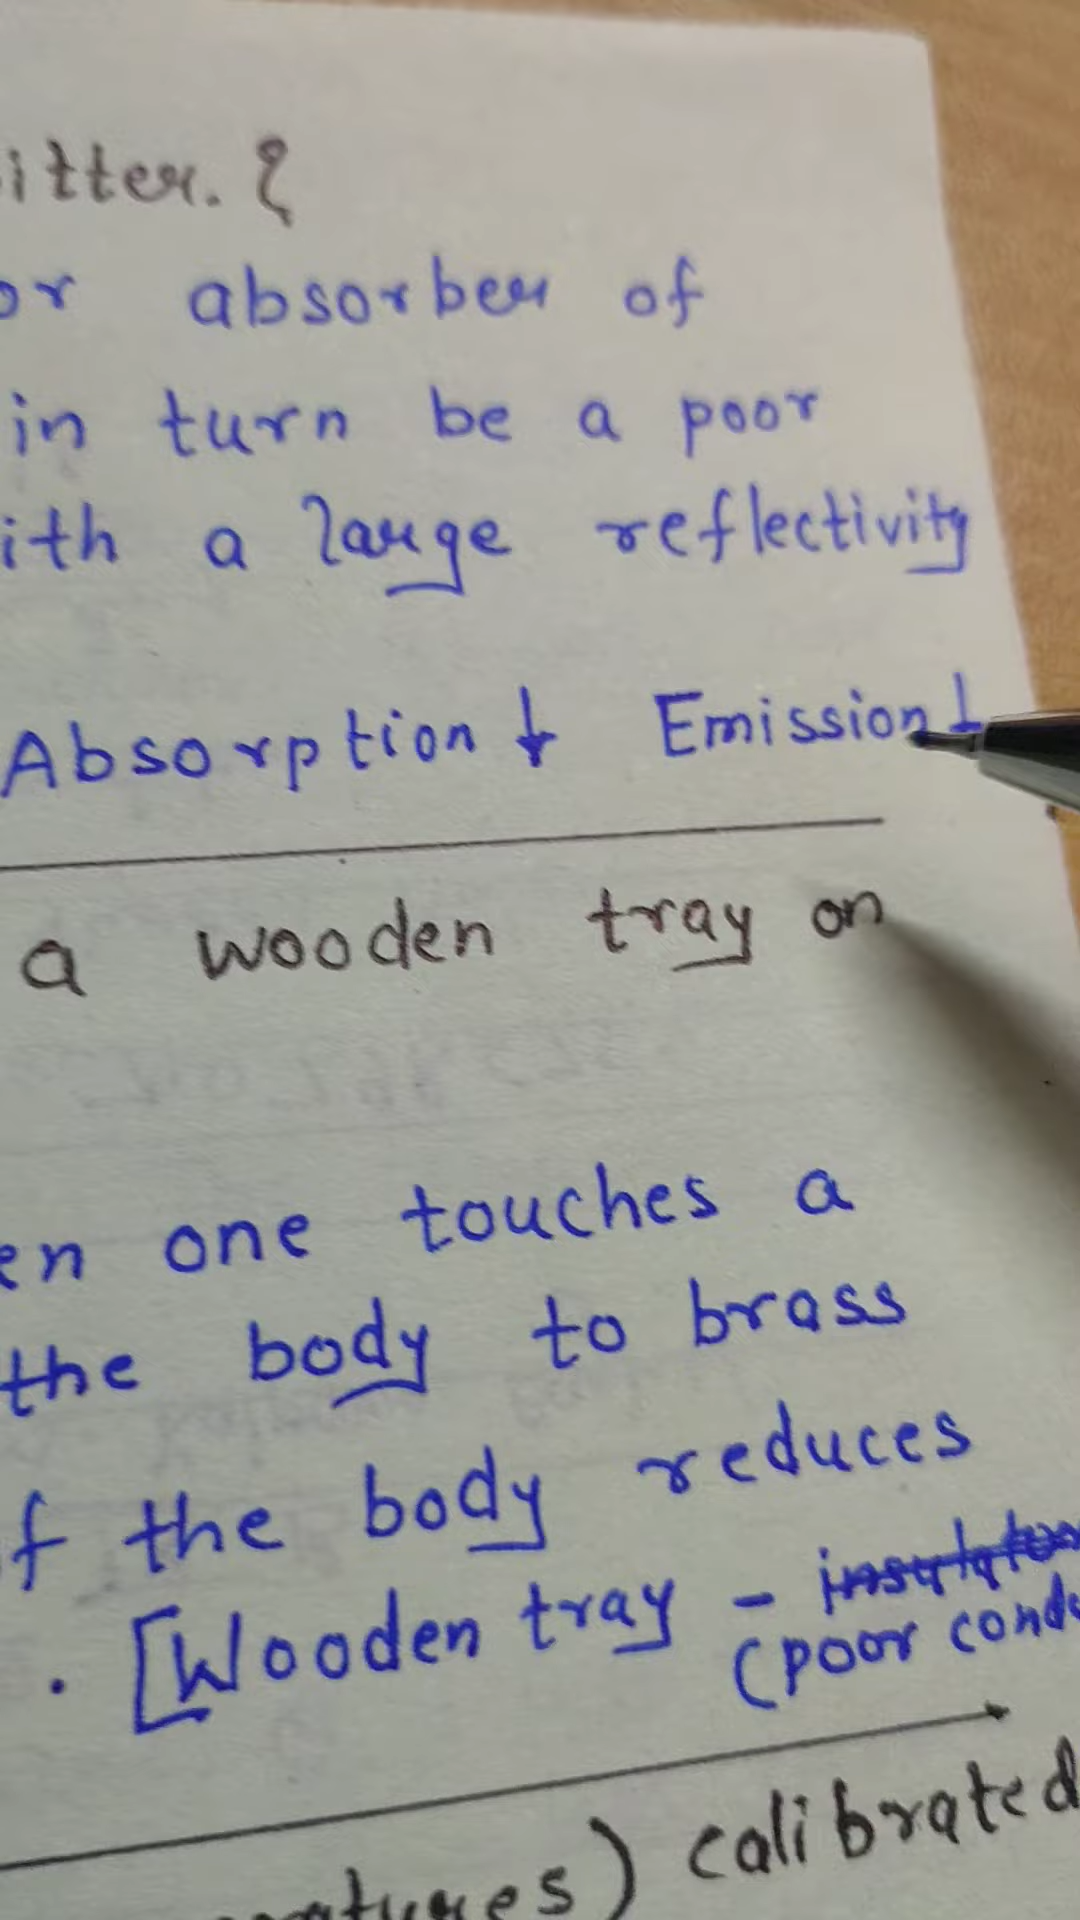 itter. ?
or absorber of
in turn be a poor
ith a large reflectivity
Absorption ↓ Emission ↓
a wooden tray on
en one touches a
the body to brass
f the body reduces
. [Wooden tray -
(poor cond
atures) calibrated